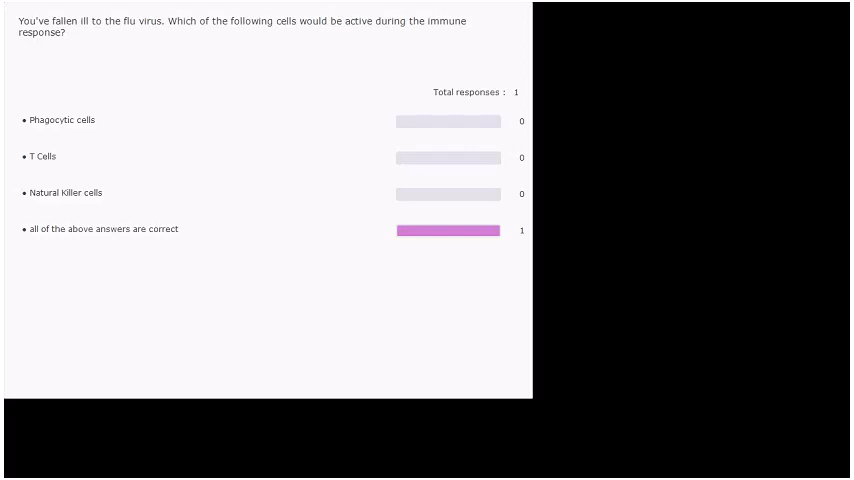 You've fallen ill to the flu virus. Which of the following cells would be active during the immune
response?
Total responses : 1
• Phagocytic cells 0
• T Cells 0
• Natural Killer cells 0
• all of the above answers are correct 1